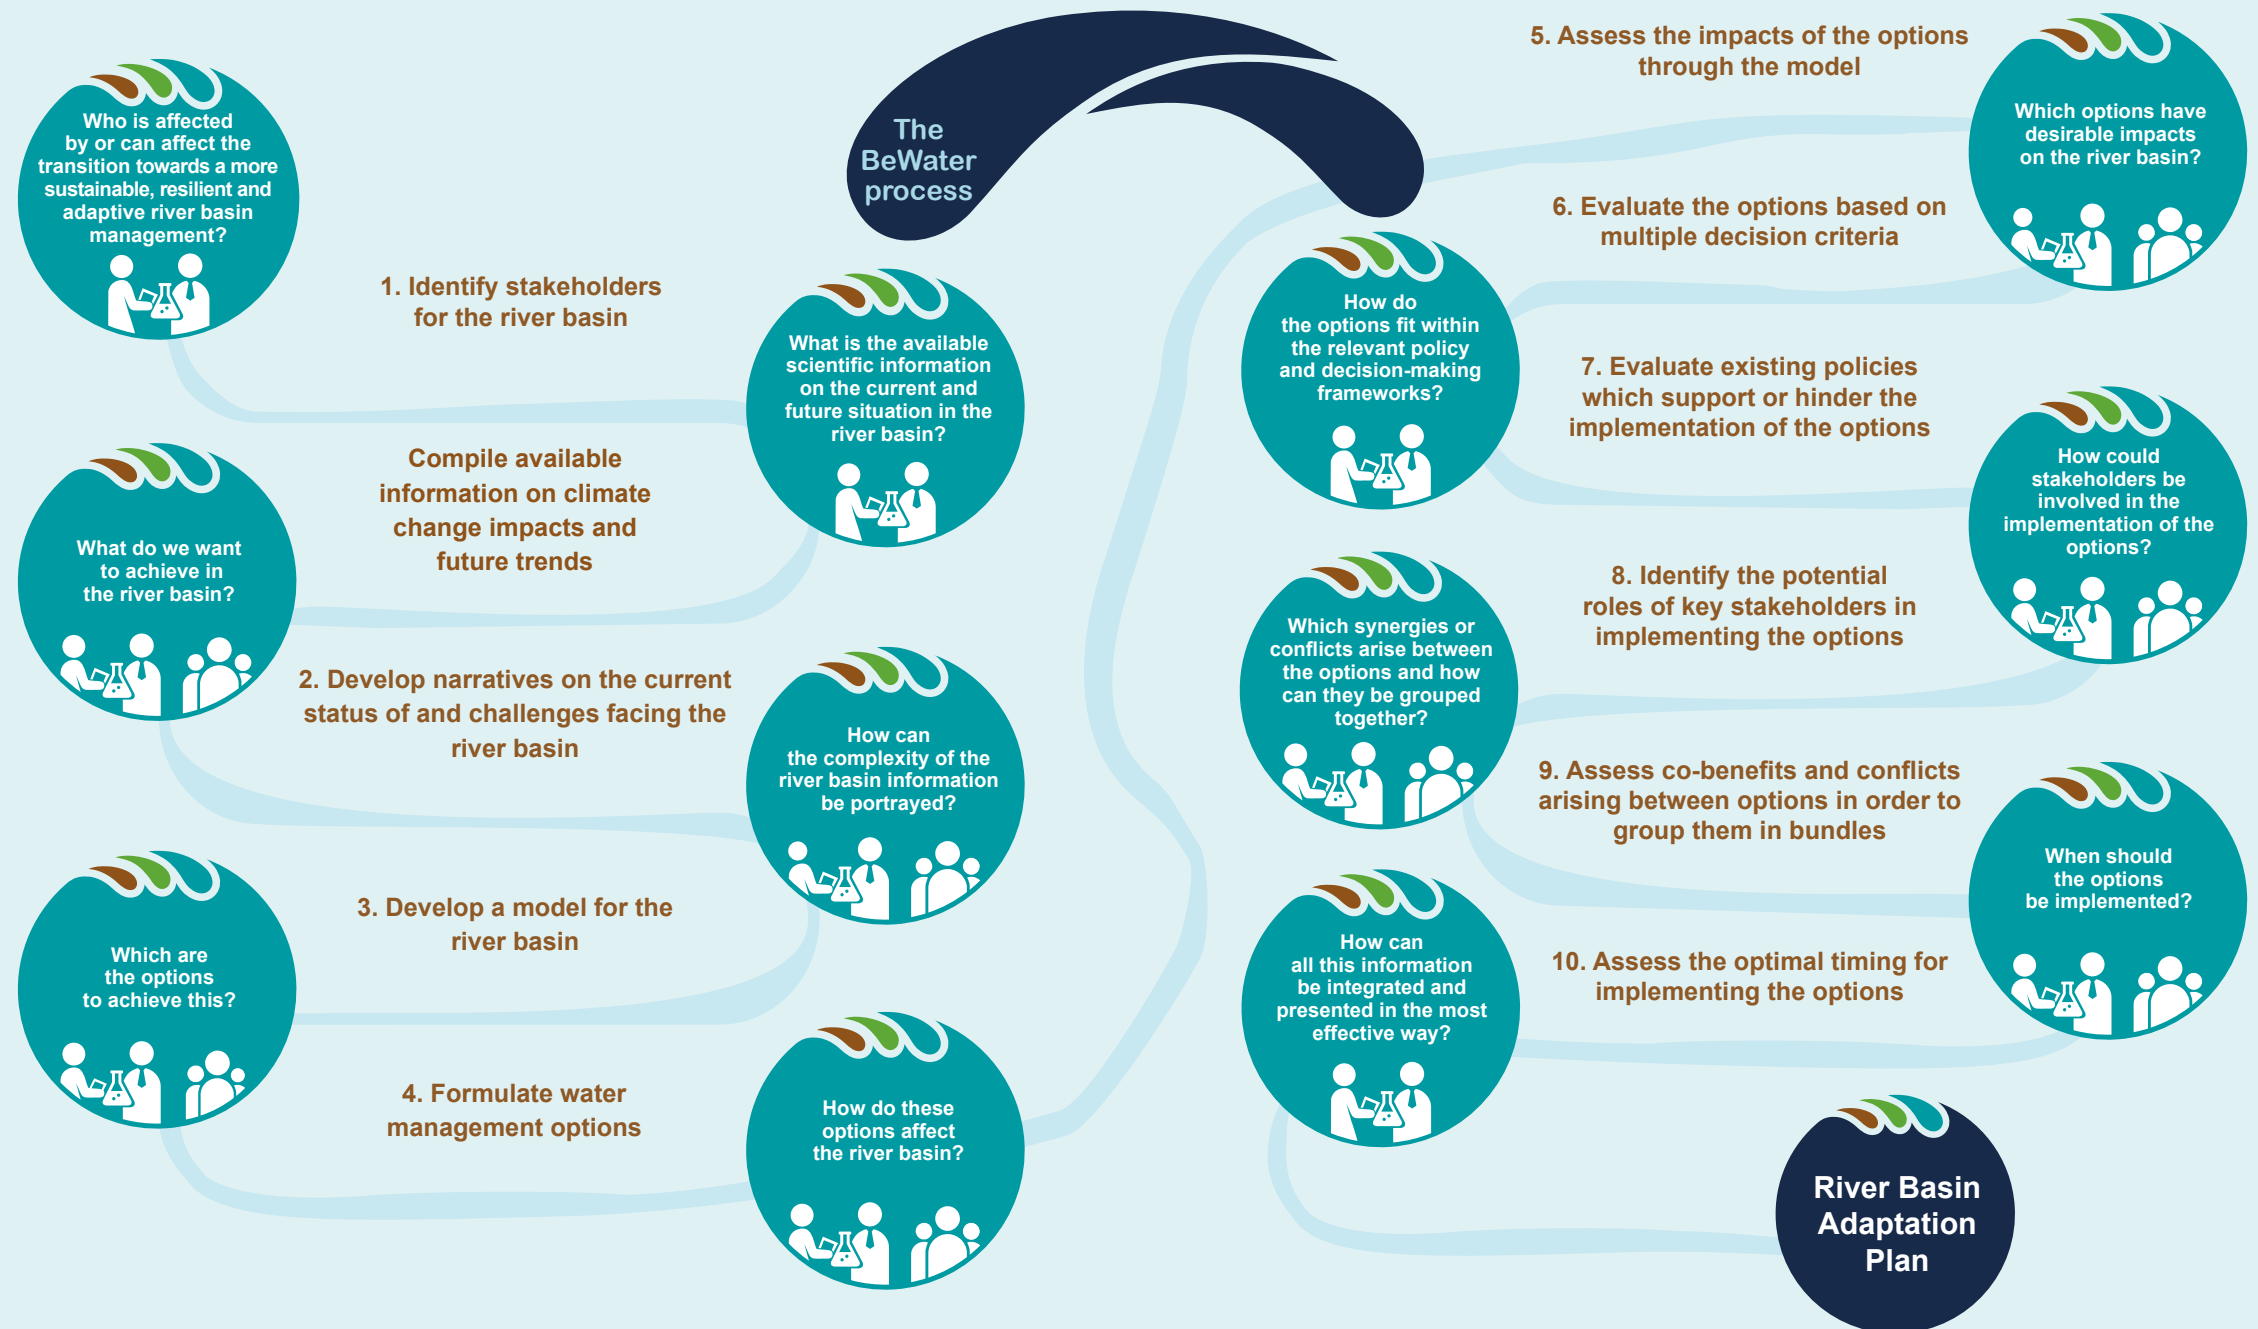 The
BeWater
process
Who is affected
by or can affect the
transition towards a more
sustainable, resilient and
adaptive river basin
management?
1. Identify stakeholders
for the river basin
What is the available
scientific information
on the current and
future situation in the
river basin?
Compile available
information on climate
change impacts and
future trends
What do we want
to achieve in
the river basin?
2. Develop narratives on the current
status of and challenges facing the
river basin
How can
the complexity of the
river basin information
be portrayed?
3. Develop a model for the
river basin
Which are
the options
to achieve this?
4. Formulate water
management options
How do these
options affect
the river basin?
5. Assess the impacts of the options
through the model
Which options have
desirable impacts
on the river basin?
6. Evaluate the options based on
multiple decision criteria
How do
the options fit within
the relevant policy
and decision-making
frameworks?
7. Evaluate existing policies
which support or hinder the
implementation of the options
How could
stakeholders be
involved in the
implementation of the
options?
8. Identify the potential
roles of key stakeholders in
implementing the options
Which synergies or
conflicts arise between
the options and how
can they be grouped
together?
9. Assess co-benefits and conflicts
arising between options in order to
group them in bundles
When should
the options
be implemented?
10. Assess the optimal timing for
implementing the options
How can
all this information
be integrated and
presented in the most
effective way?
River Basin
Adaptation
Plan